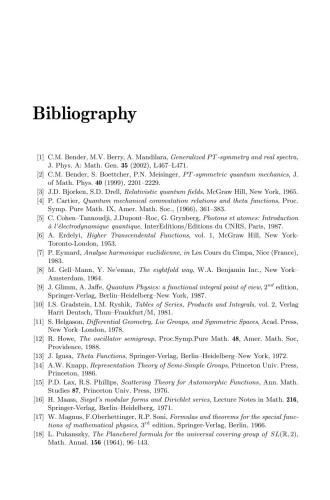 Bibliography
[1] C.M. Bender, M.V. Berry, A. Mandilara, Generalized PT-symmetry and real spectra,
J. Phys. A: Math. Gen. 35 (2002), L467–L471.
[2] C.M. Bender, S. Boettcher, P.N. Meisinger, PT-symmetric quantum mechanics, J.
of Math. Phys. 40 (1999), 2201–2229.
[3] J.D. Bjorken, S.D. Drell, Relativistic quantum fields, McGraw Hill, New York, 1965.
[4] P. Cartier, Quantum mechanical commutation relations and theta functions, Proc.
Symp. Pure Math. IX, Amer. Math. Soc., (1966), 361–383.
[5] C. Cohen–Tannoudji, J.Dupont–Roc, G. Grynberg, Photons et atomes: Introduction
à l'électrodynamique quantique, InterEditions/Editions du CNRS, Paris, 1987.
[6] A. Erdelyi, Higher Transcendental Functions, vol. 1, McGraw Hill, New York-
Toronto-London, 1953.
[7] P. Eymard, Analyse harmonique euclidienne, in Les Cours du Cimpa, Nice (France),
1983.
[8] M. Gell–Mann, Y. Ne'eman, The eightfold way, W.A. Benjamin Inc., New York–
Amsterdam, 1964.
[9] J. Glimm, A. Jaffe, Quantum physics: a functional integral point of view, 2nd edition,
Springer-Verlag, Berlin–Heidelberg–New York, 1987.
[10] I.S. Gradstein, I.M. Ryshik, Tables of Series, Products and Integrals, vol. 2, Verlag
Harri Deutsch, Thun–Frankfurt/M, 1981.
[11] S. Helgason, Differential Geometry, Lie Groups, and Symmetric Spaces, Acad. Press,
New York–London, 1978.
[12] R. Howe, The oscillator semigroup, Proc.Symp.Pure Math. 48, Amer. Math. Soc,
Providence, 1988.
[13] J. Igusa, Theta Functions, Springer-Verlag, Berlin–Heidelberg–New York, 1972.
[14] A.W. Knapp, Representation Theory of Semi-Simple Groups, Princeton Univ. Press,
Princeton, 1986.
[15] P.D. Lax, R.S. Phillips, Scattering Theory for Automorphic Functions, Ann. Math.
Studies 87, Princeton Univ. Press, 1976.
[16] H. Maass, Siegel's modular forms and Dirichlet series, Lecture Notes in Math. 216,
Springer-Verlag, Berlin–Heidelberg, 1971.
[17] W. Magnus, F.Oberhettinger, R.P. Soni, Formulas and theorems for the special func-
tions of mathematical physics, 3rd edition, Springer-Verlag, Berlin, 1966.
[18] L. Pukanszky, The Plancherel formula for the universal covering group of SL(ℝ, 2),
Math. Annal. 156 (1964), 96–143.